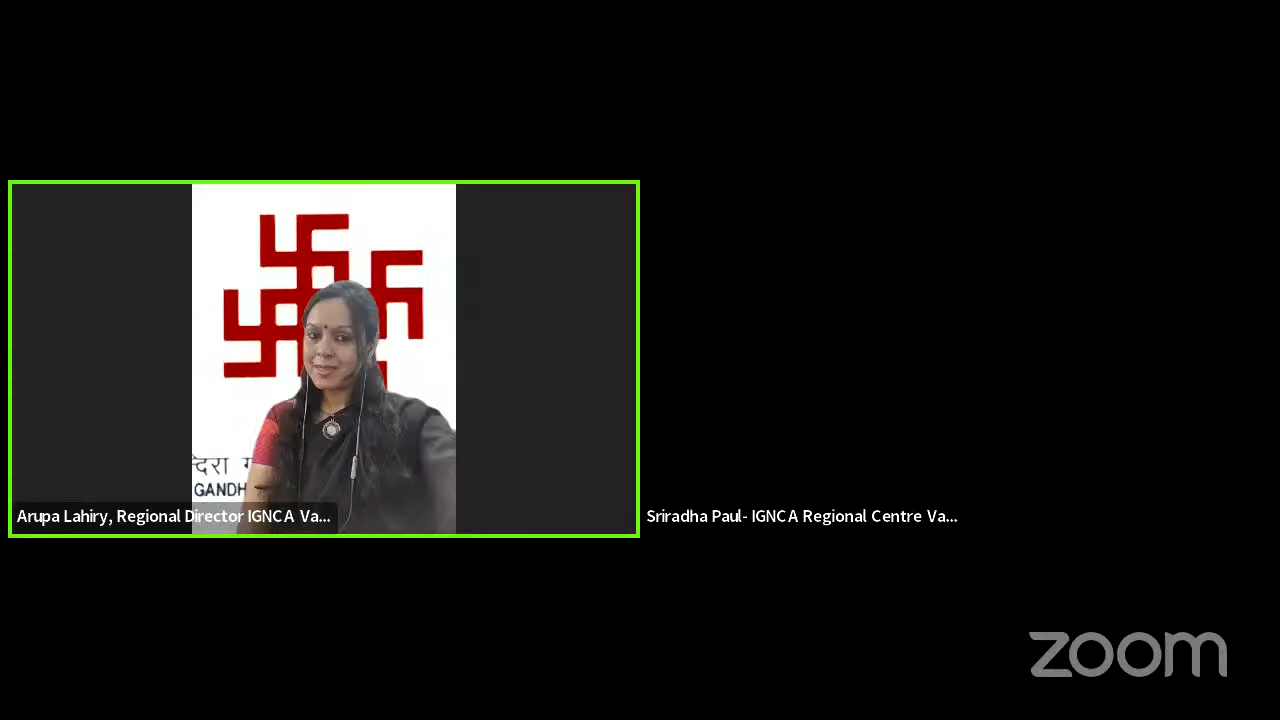 न्दिरा ग
GANDH
Arupa Lahiry, Regional Director IGNCA Va...
Sriradha Paul- IGNCA Regional Centre Va...
zoom